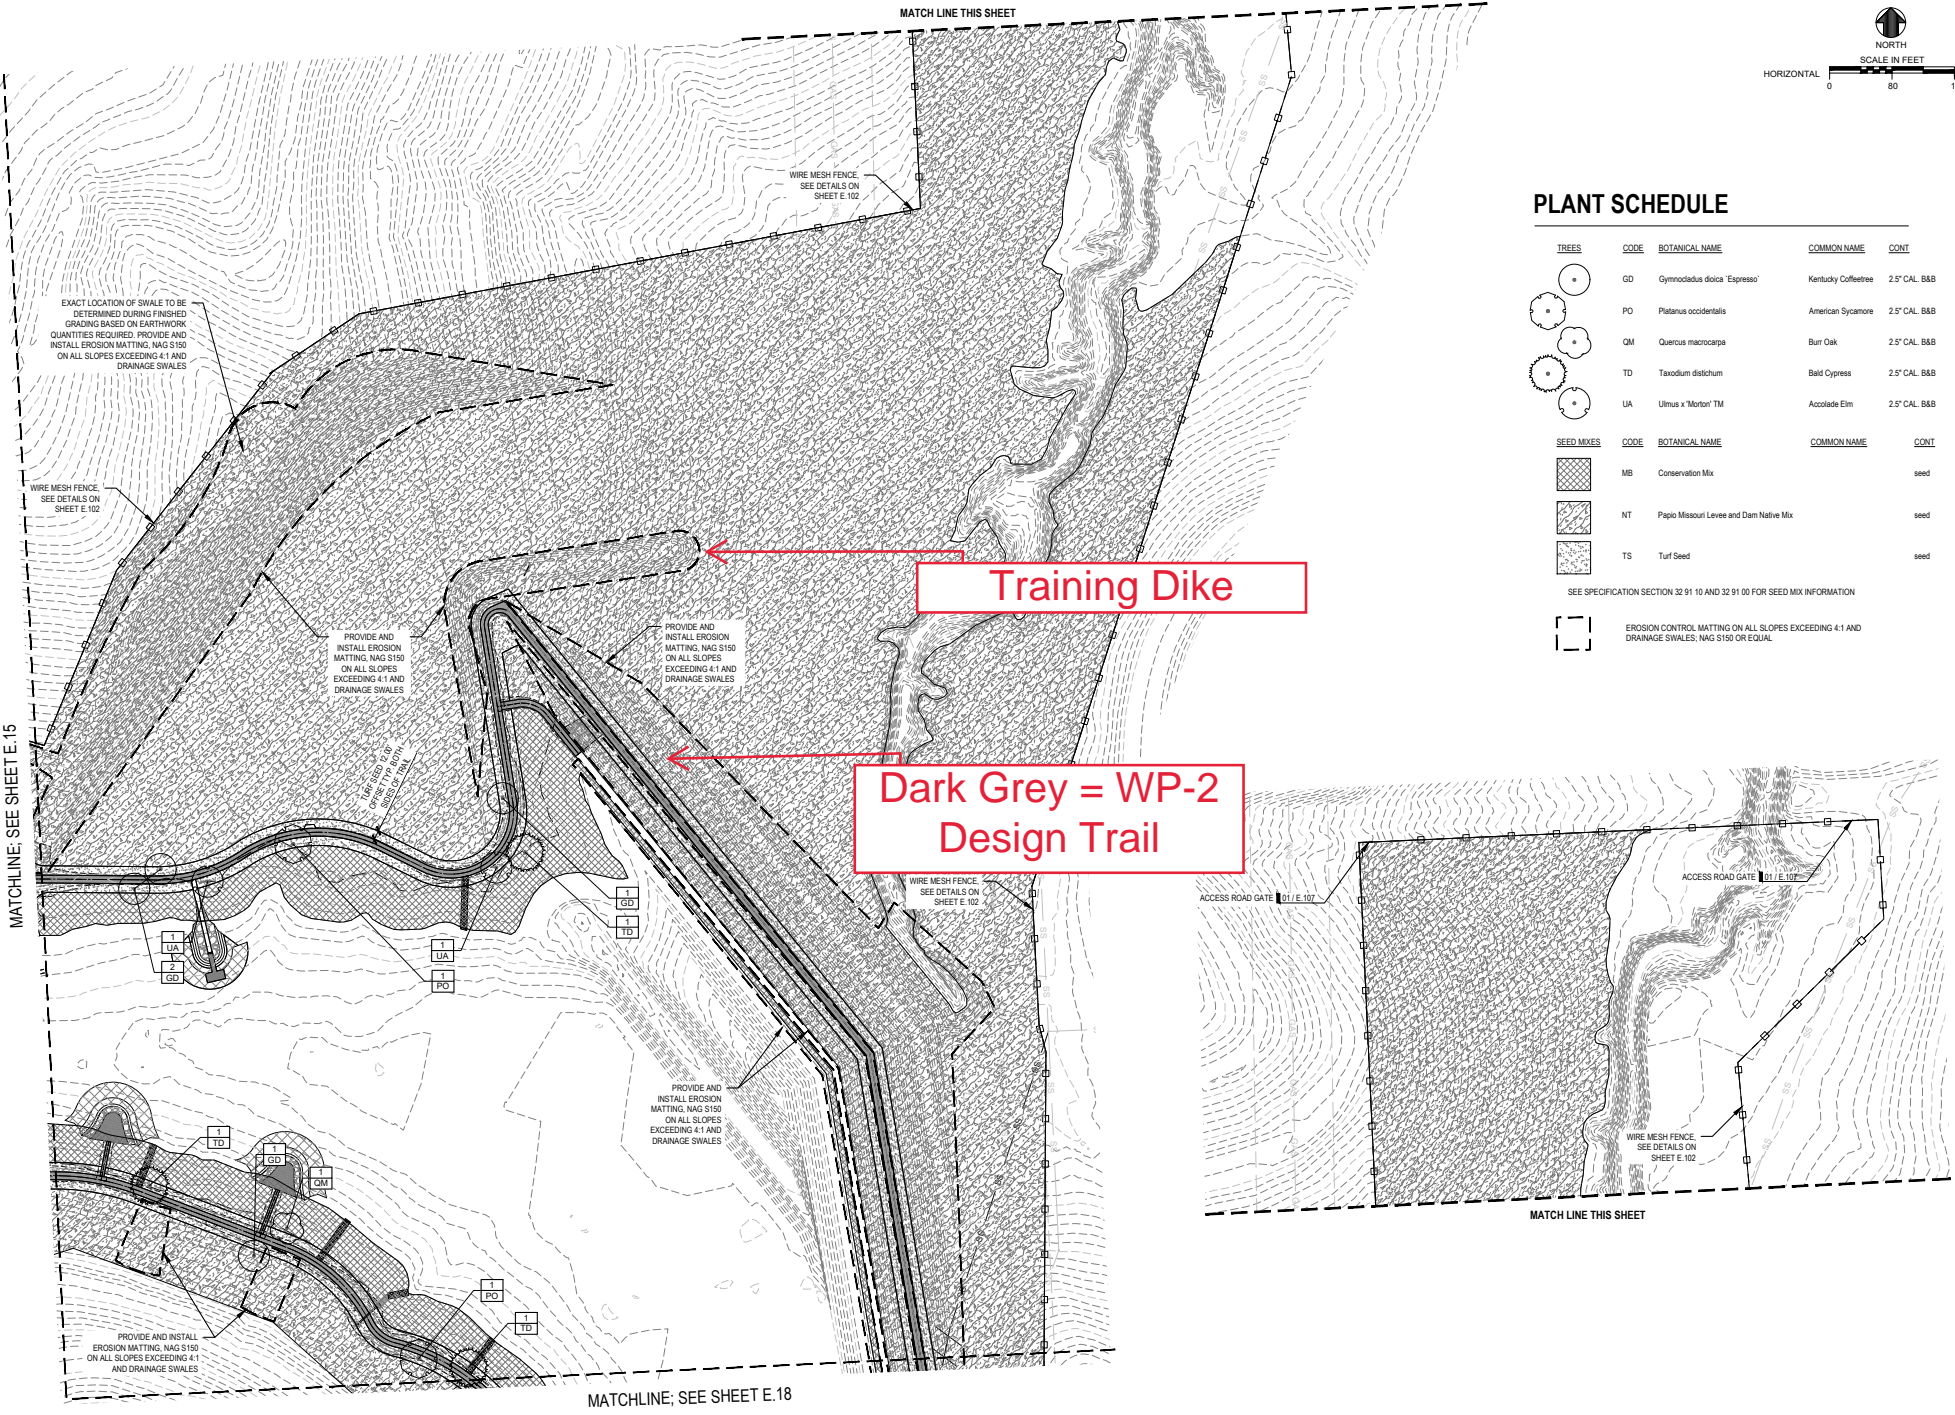 MATCH LINE THIS SHEET
NORTH
SCALE IN FEET
HORIZONTAL
0 80 1
WIRE MESH FENCE,
SEE DETAILS ON
SHEET E.102
PLANT SCHEDULE
TREES CODE BOTANICAL NAME COMMON NAME CONT
GD Gymnocladus dioica `Espresso` Kentucky Coffeetree 2.5" CAL. B&B
PO Platanus occidentalis American Sycamore 2.5" CAL. B&B
QM Quercus macrocarpa Burr Oak 2.5" CAL. B&B
TD Taxodium distichum Bald Cypress 2.5" CAL. B&B
UA Ulmus x 'Morton' TM Accolade Elm 2.5" CAL. B&B
SEED MIXES CODE BOTANICAL NAME COMMON NAME CONT
MB Conservation Mix seed
NT Papio Missouri Levee and Dam Native Mix seed
TS Turf Seed seed
SEE SPECIFICATION SECTION 32 91 10 AND 32 91 00 FOR SEED MIX INFORMATION
EROSION CONTROL MATTING ON ALL SLOPES EXCEEDING 4:1 AND
DRAINAGE SWALES; NAG S150 OR EQUAL
EXACT LOCATION OF SWALE TO BE
DETERMINED DURING FINISHED
GRADING BASED ON EARTHWORK
QUANTITIES REQUIRED. PROVIDE AND
INSTALL EROSION MATTING, NAG S150
ON ALL SLOPES EXCEEDING 4:1 AND
DRAINAGE SWALES
WIRE MESH FENCE,
SEE DETAILS ON
SHEET E.102
Training Dike
PROVIDE AND
INSTALL EROSION
MATTING, NAG S150
ON ALL SLOPES
EXCEEDING 4:1 AND
DRAINAGE SWALES
PROVIDE AND
INSTALL EROSION
MATTING, NAG S150
ON ALL SLOPES
EXCEEDING 4:1 AND
DRAINAGE SWALES
MATCHLINE; SEE SHEET E.15
TURF SEED 12.00
OFFSET, TYP. BOTH
SIDES OF TRAIL
Dark Grey = WP-2
Design Trail
WIRE MESH FENCE,
SEE DETAILS ON
SHEET E.102
ACCESS ROAD GATE 01 / E.107
ACCESS ROAD GATE 01 / E.107
1
GD
1
TD
1
UA
2
GD
1
UA
1
PO
PROVIDE AND
INSTALL EROSION
MATTING, NAG S150
ON ALL SLOPES
EXCEEDING 4:1 AND
DRAINAGE SWALES
1
TD
1
GD
1
QM
WIRE MESH FENCE,
SEE DETAILS ON
SHEET E.102
MATCH LINE THIS SHEET
1
PO
1
TD
PROVIDE AND INSTALL
EROSION MATTING, NAG S150
ON ALL SLOPES EXCEEDING 4:1
AND DRAINAGE SWALES
MATCHLINE; SEE SHEET E.18